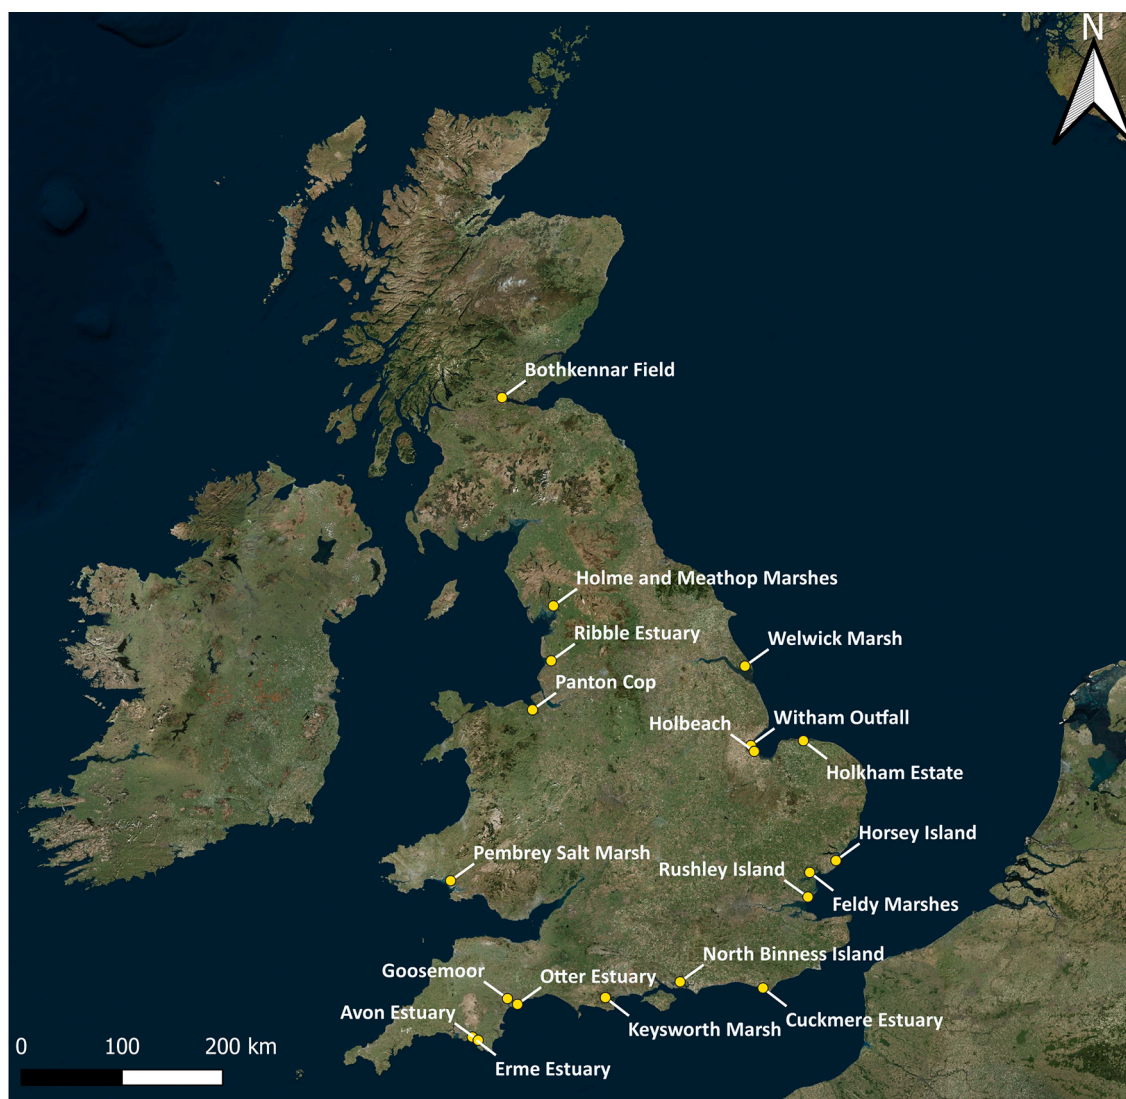 N
Bothkennar Field
Holme and Meathop Marshes
Ribble Estuary
Welwick Marsh
Panton Cop
Witham Outfall
Holbeach
Holkham Estate
Horsey Island
Pembrey Salt Marsh
Rushley Island
Feldy Marshes
North Binness Island
Goosemoor
Otter Estuary
Avon Estuary
Keysworth Marsh
Cuckmere Estuary
Erme Estuary
0 100 200 km